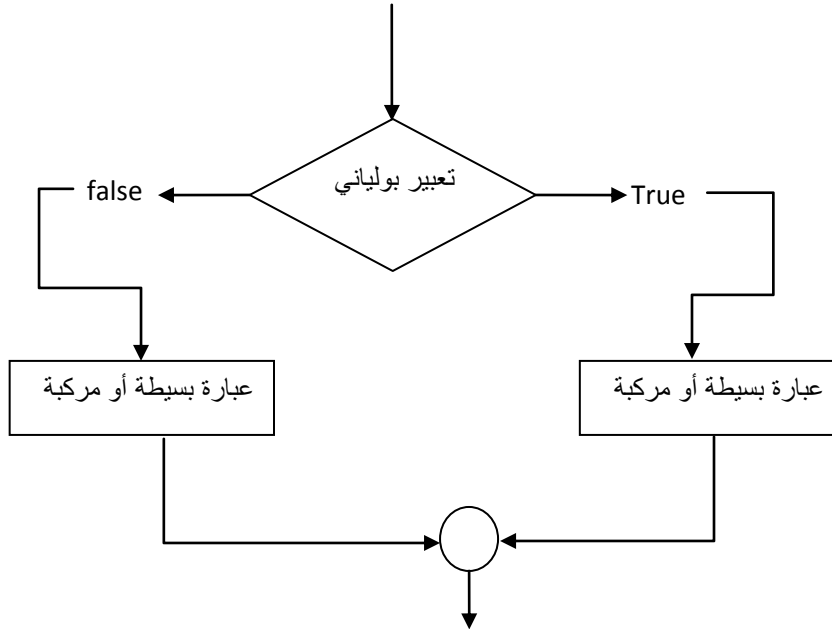 تعبير بولياني
false
True
عبارة بسيطة أو مركبة
عبارة بسيطة أو مركبة